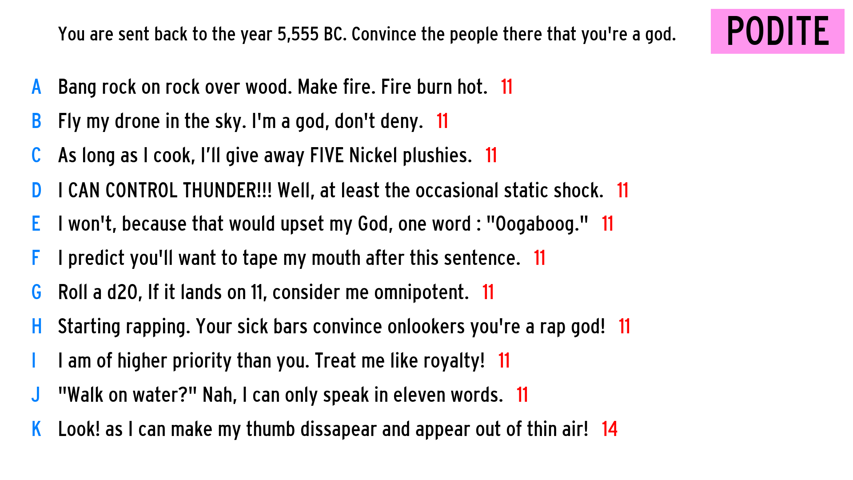 You are sent back to the year 5,555 BC. Convince the people there that you're a god.
PODITE
A Bang rock on rock over wood. Make fire. Fire burn hot. 11
B Fly my drone in the sky. I'm a god, don't deny. 11
C As long as I cook, I’ll give away FIVE Nickel plushies. 11
D I CAN CONTROL THUNDER!!! Well, at least the occasional static shock. 11
E I won't, because that would upset my God, one word : "Oogaboog." 11
F I predict you'll want to tape my mouth after this sentence. 11
G Roll a d20, If it lands on 11, consider me omnipotent. 11
H Starting rapping. Your sick bars convince onlookers you're a rap god! 11
I I am of higher priority than you. Treat me like royalty! 11
J "Walk on water?" Nah, I can only speak in eleven words. 11
K Look! as I can make my thumb dissapear and appear out of thin air! 14